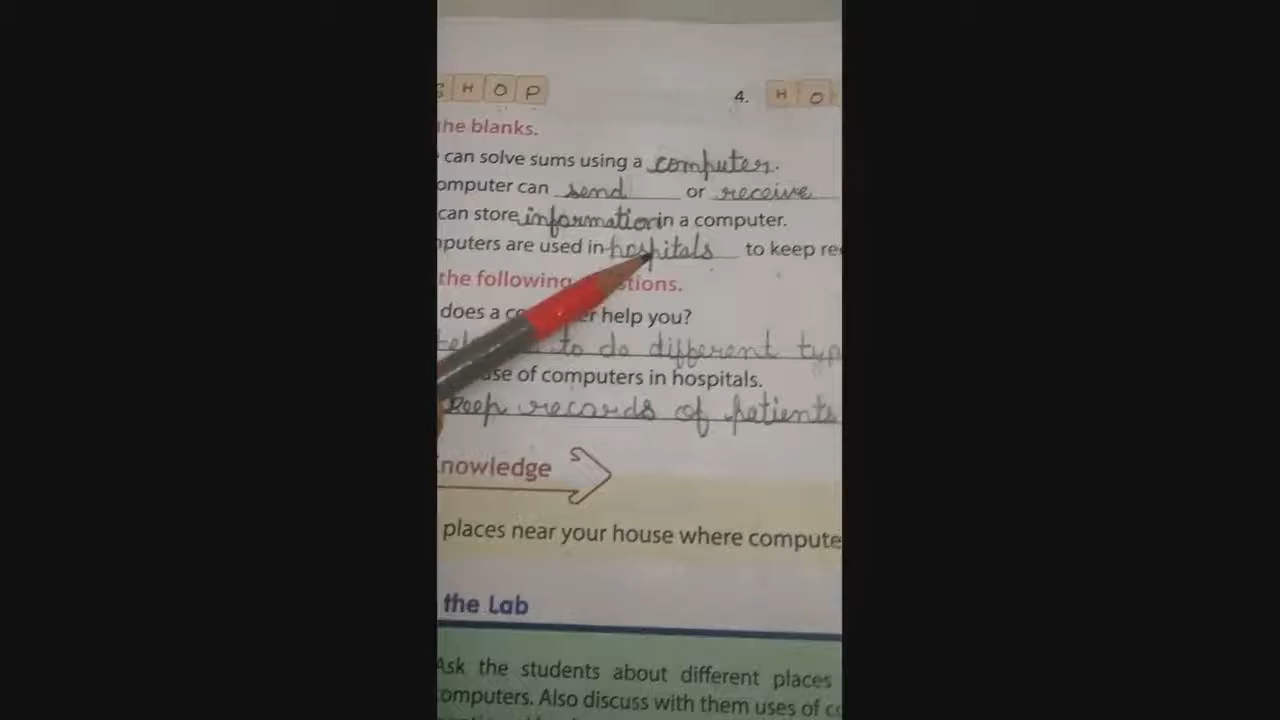 S H O P 4. H O
the blanks.
can solve sums using a computer.
omputer can send or receive
can store information in a computer.
puters are used in hospitals to keep re
the following stions.
does a er help you?
to do different typ
use of computers in hospitals.
keep records of patients
nowledge
places near your house where compute
the Lab
Ask the students about different places
omputers. Also discuss with them uses of co